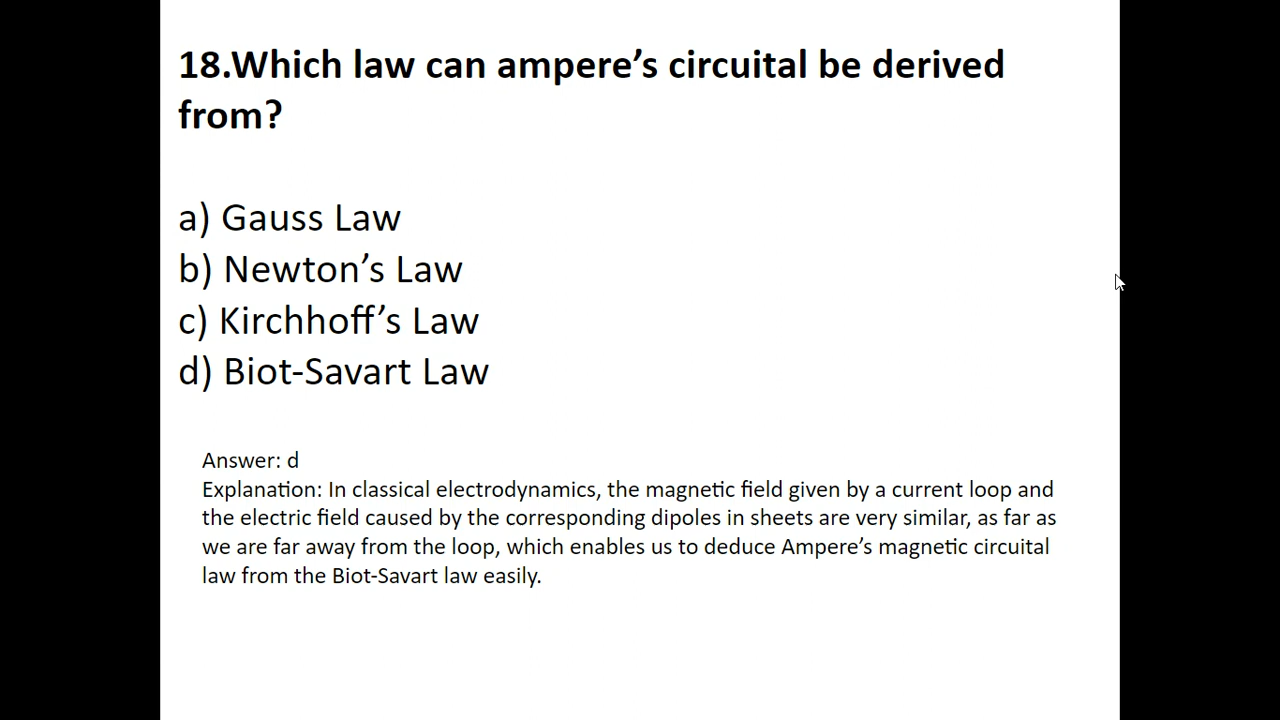 18.Which law can ampere’s circuital be derived
from?
a) Gauss Law
b) Newton’s Law
c) Kirchhoff’s Law
d) Biot-Savart Law
Answer: d
Explanation: In classical electrodynamics, the magnetic field given by a current loop and
the electric field caused by the corresponding dipoles in sheets are very similar, as far as
we are far away from the loop, which enables us to deduce Ampere’s magnetic circuital
law from the Biot-Savart law easily.